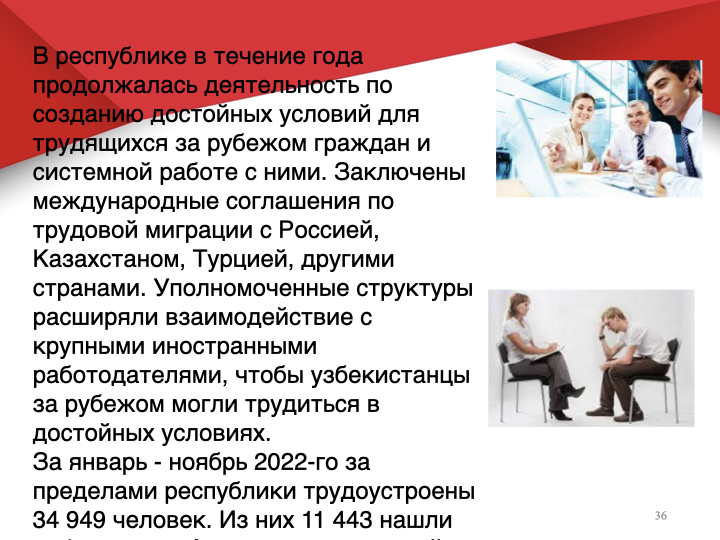 В республике в течение года
продолжалась деятельность по
созданию достойных условий для
трудящихся за рубежом граждан и
системной работе с ними. Заключены
международные соглашения по
трудовой миграции с Россией,
Казахстаном, Турцией, другими
странами. Уполномоченные структуры
расширяли взаимодействие с
крупными иностранными
работодателями, чтобы узбекистанцы
за рубежом могли трудиться в
достойных условиях.
За январь - ноябрь 2022-го за
пределами республики трудоустроены
34 949 человек. Из них 11 443 нашли
36